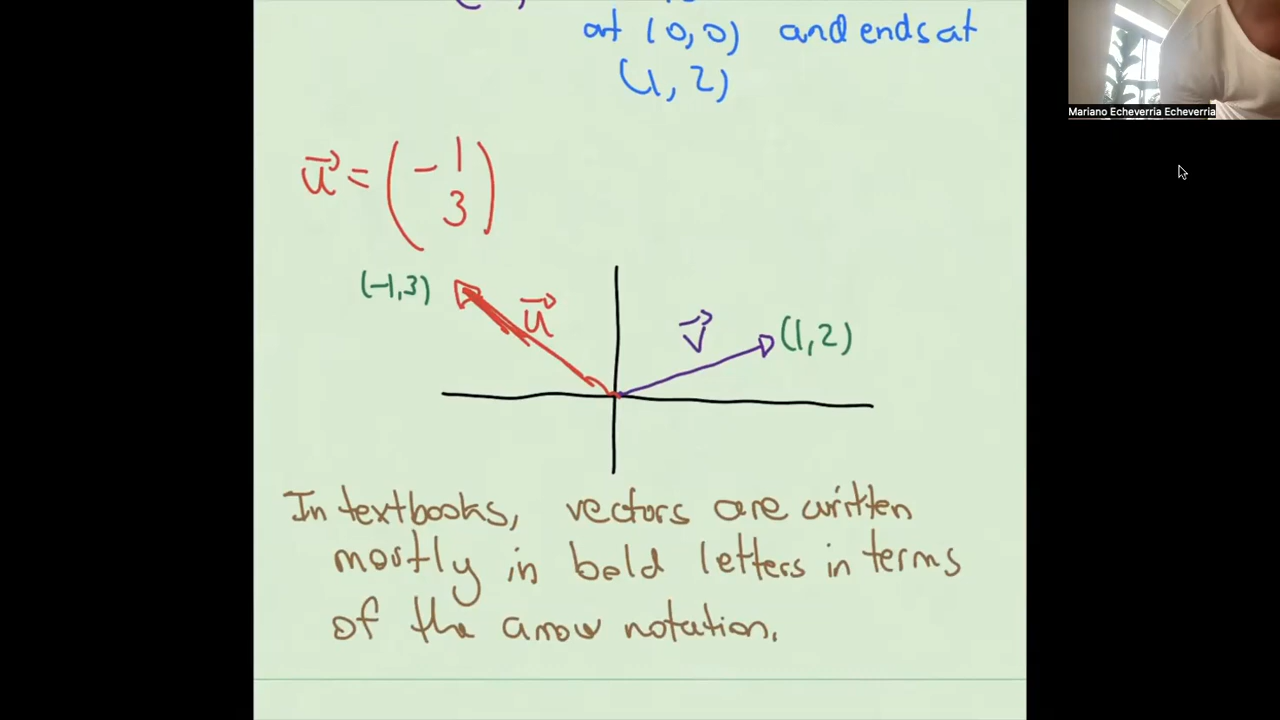 at (0,0) and ends at
(1, 2)
u⃗ = (-1
3)
(-1,3)
u⃗
v⃗
(1,2)
In textbooks, vectors are written
mostly in bold letters in terms
of the arrow notation.
Mariano Echeverria Echeverria